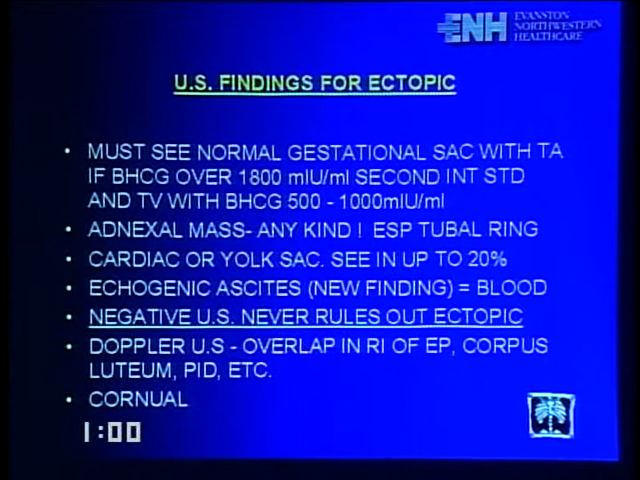 ENH EVANSTON
NORTHWESTERN
HEALTHCARE
U.S. FINDINGS FOR ECTOPIC
• MUST SEE NORMAL GESTATIONAL SAC WITH TA
IF BHCG OVER 1800 mIU/ml SECOND INT STD
AND TV WITH BHCG 500 - 1000mIU/ml
• ADNEXAL MASS- ANY KIND ! ESP TUBAL RING
• CARDIAC OR YOLK SAC. SEE IN UP TO 20%
• ECHOGENIC ASCITES (NEW FINDING) = BLOOD
• NEGATIVE U.S. NEVER RULES OUT ECTOPIC
• DOPPLER U.S - OVERLAP IN RI OF EP, CORPUS
LUTEUM, PID, ETC.
• CORNUAL
1:00